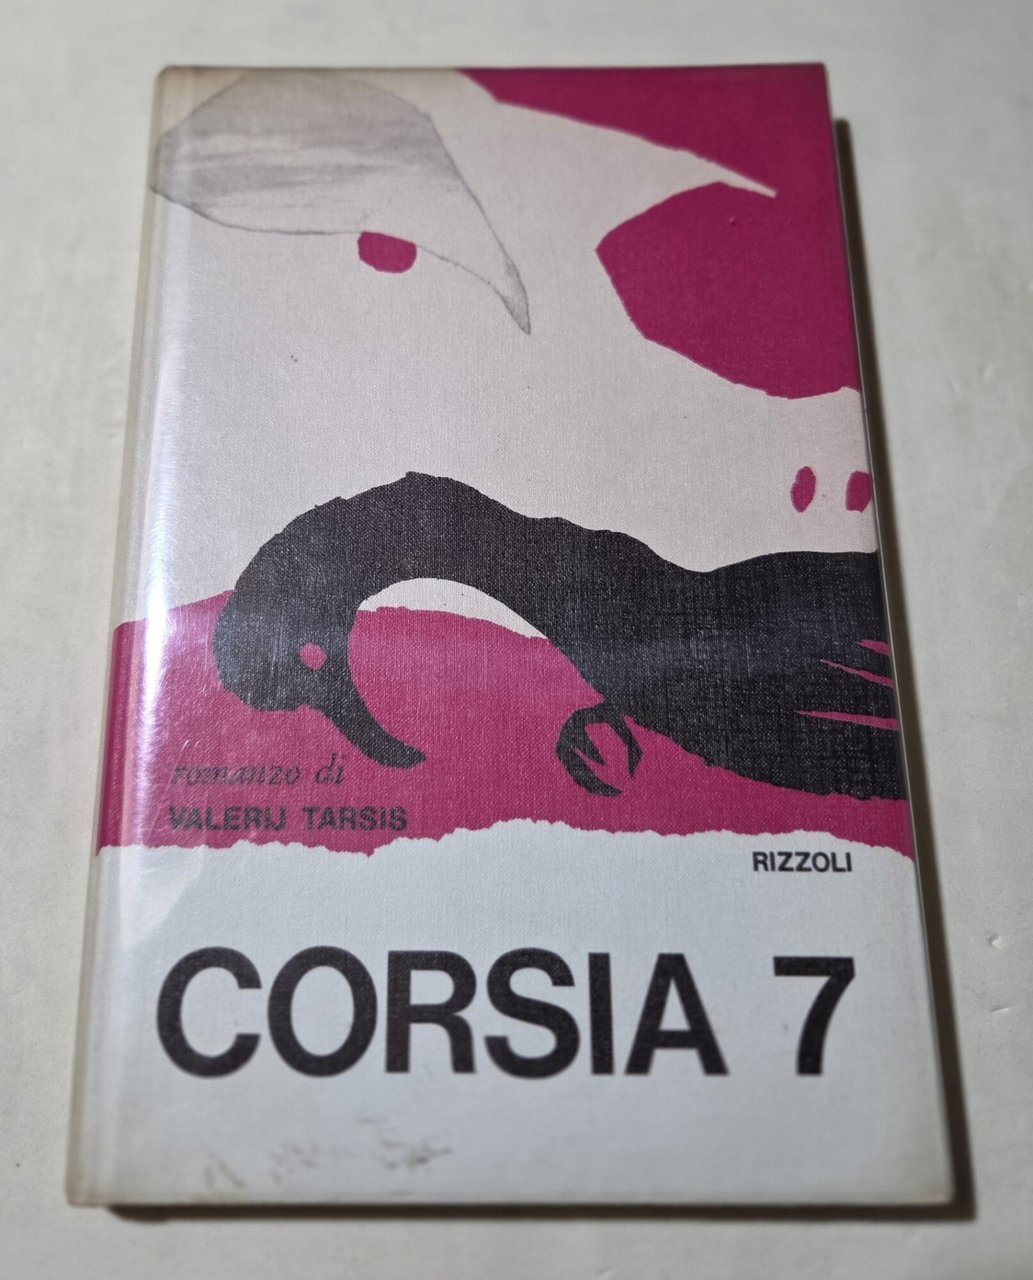 romanzo di
VALERIJ TARSIS
RIZZOLI
CORSIA 7